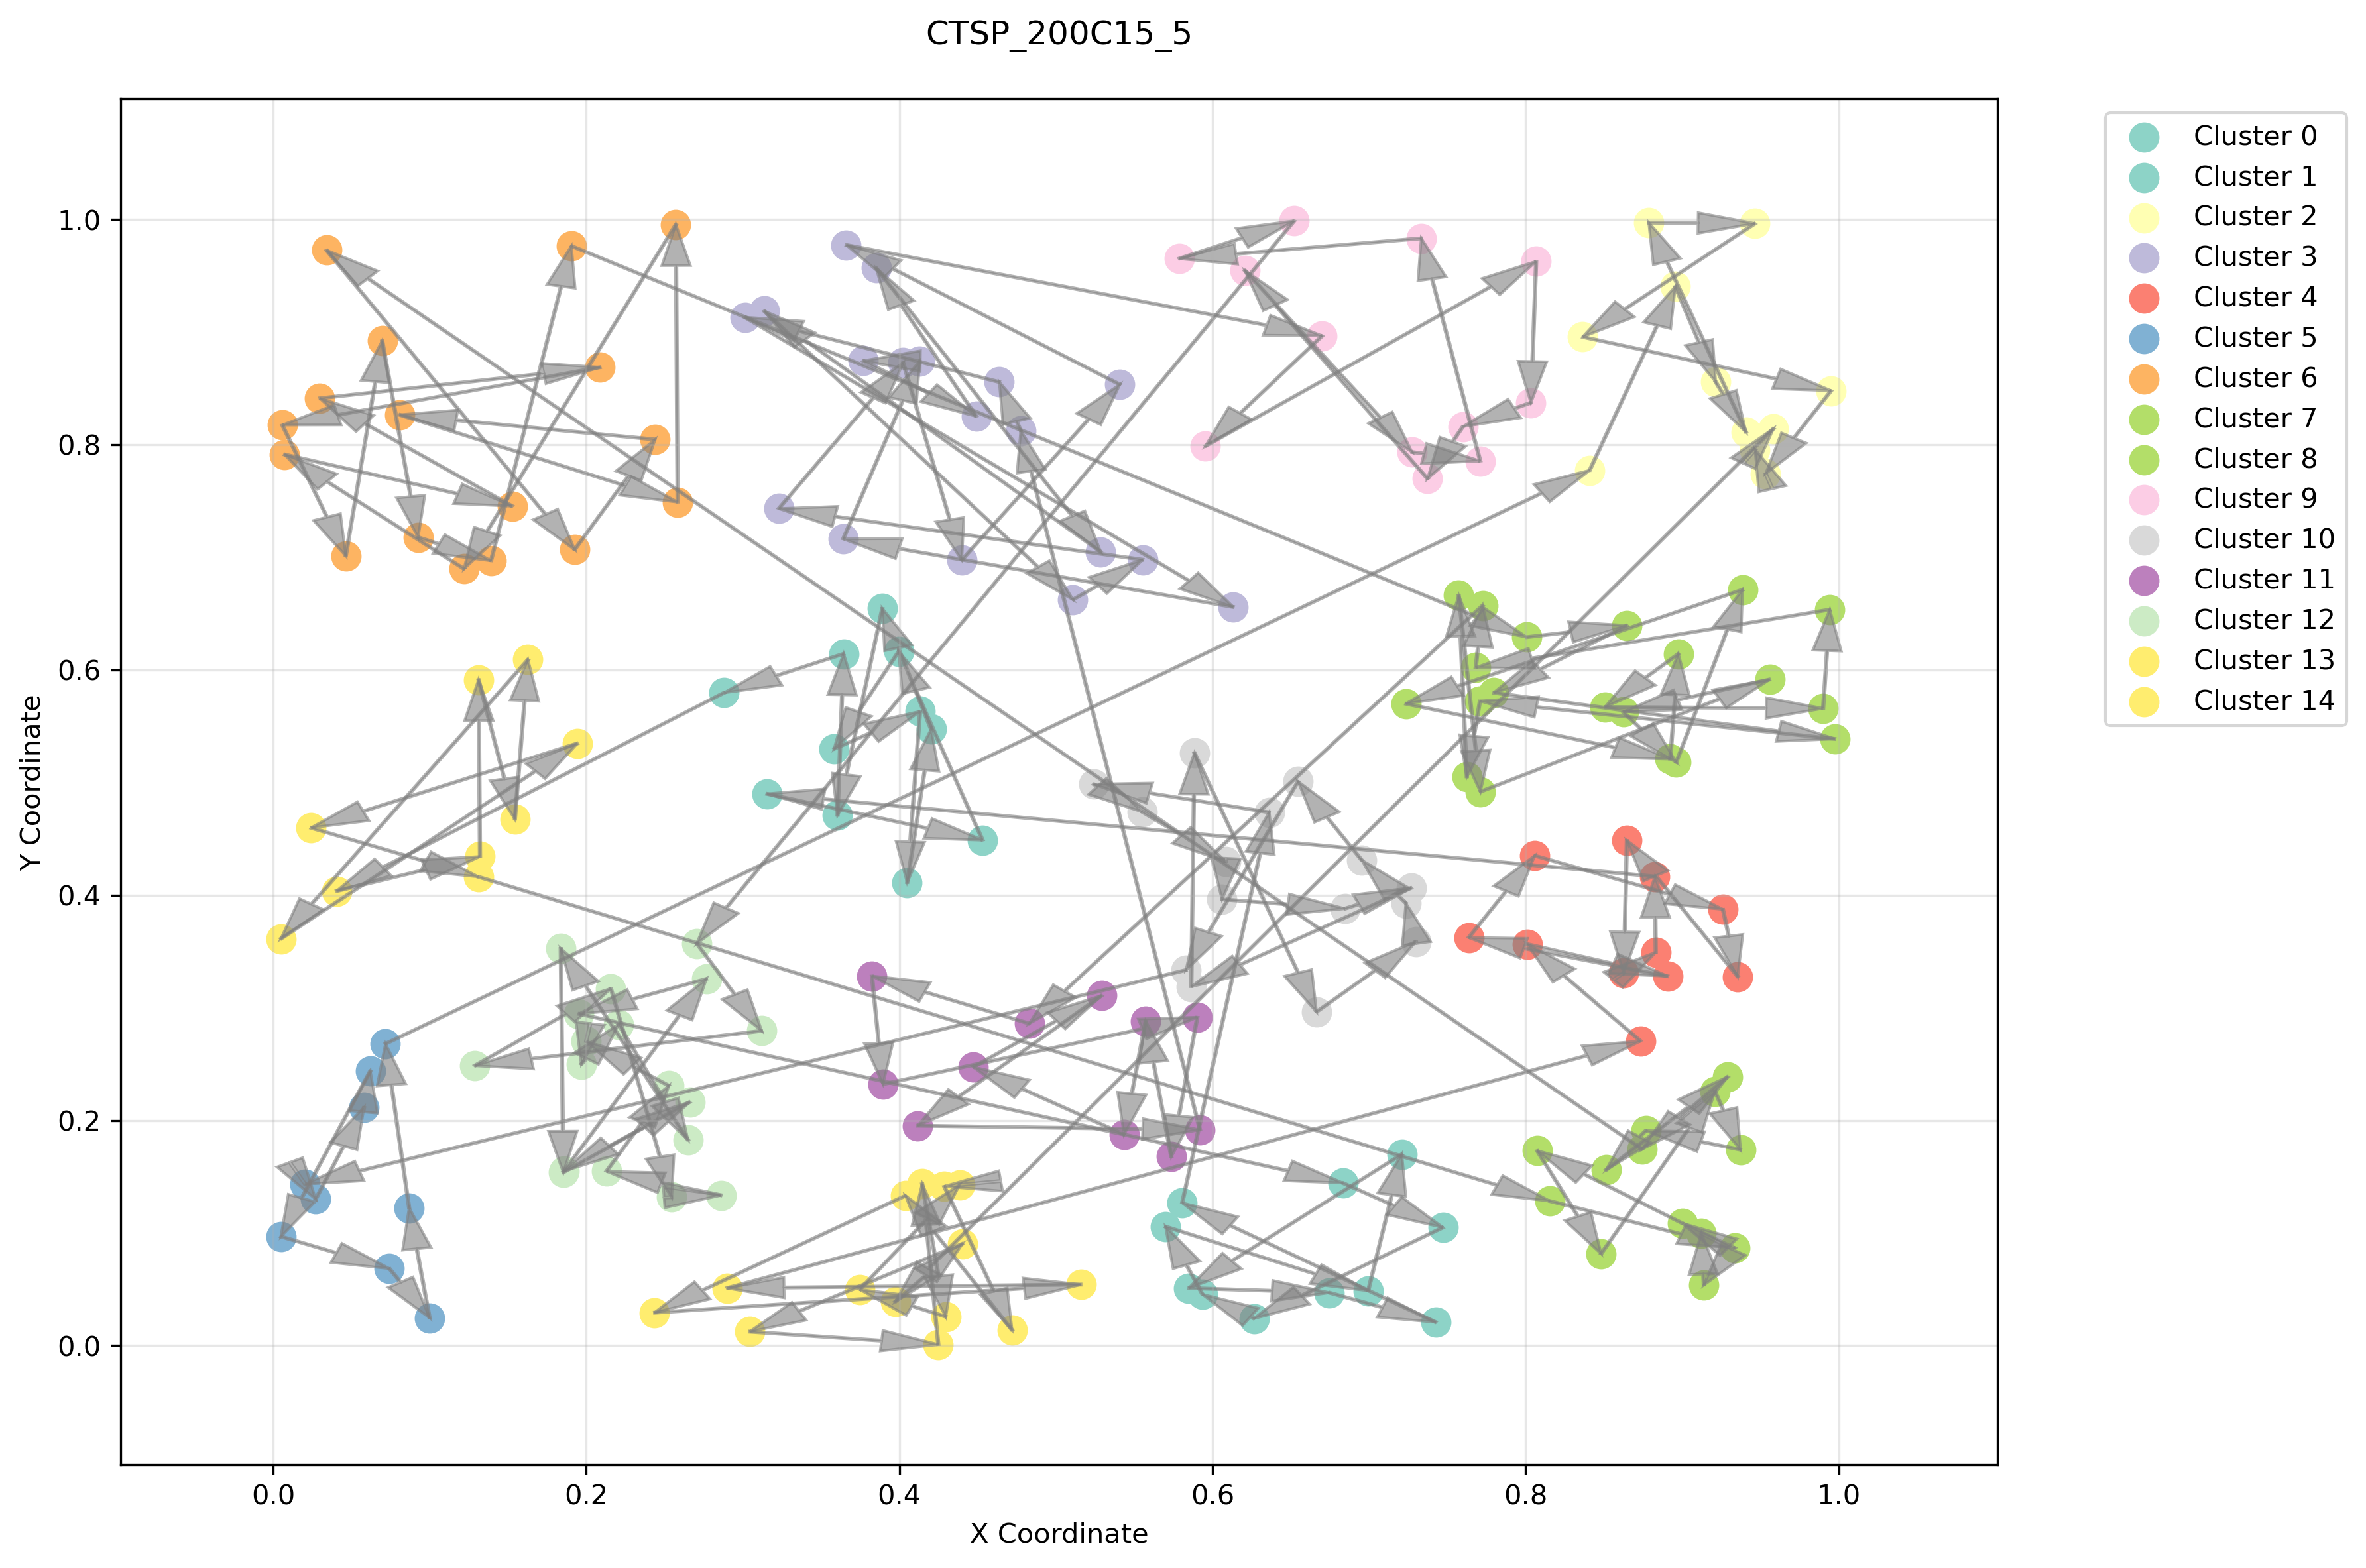 CTSP_200C15_5
Y Coordinate
1.0
0.8
0.6
0.4
0.2
0.0
0.0 0.2 0.4 0.6 0.8 1.0
X Coordinate
Cluster 0
Cluster 1
Cluster 2
Cluster 3
Cluster 4
Cluster 5
Cluster 6
Cluster 7
Cluster 8
Cluster 9
Cluster 10
Cluster 11
Cluster 12
Cluster 13
Cluster 14